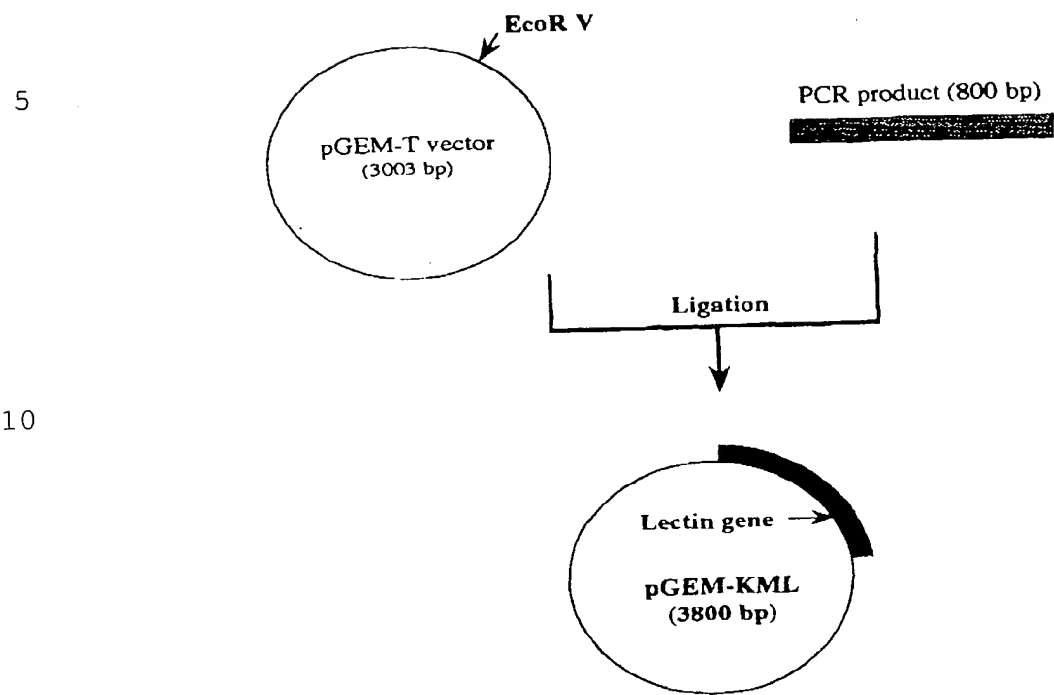 EcoR V
5
PCR product (800 bp)
pGEM-T vector
(3003 bp)
Ligation
10
Lectin gene
pGEM-KML
(3800 bp)